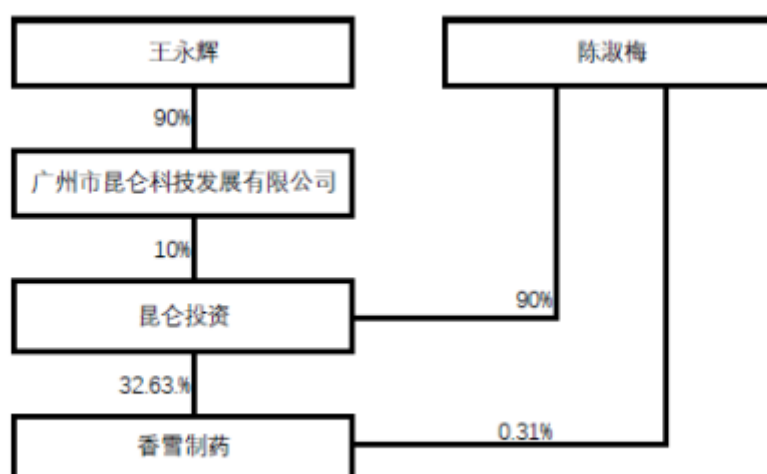 王永辉
陈淑梅
90%
广州市昆仑科技发展有限公司
10%
昆仑投资
90%
32.63.%
香雪制药
0.31%